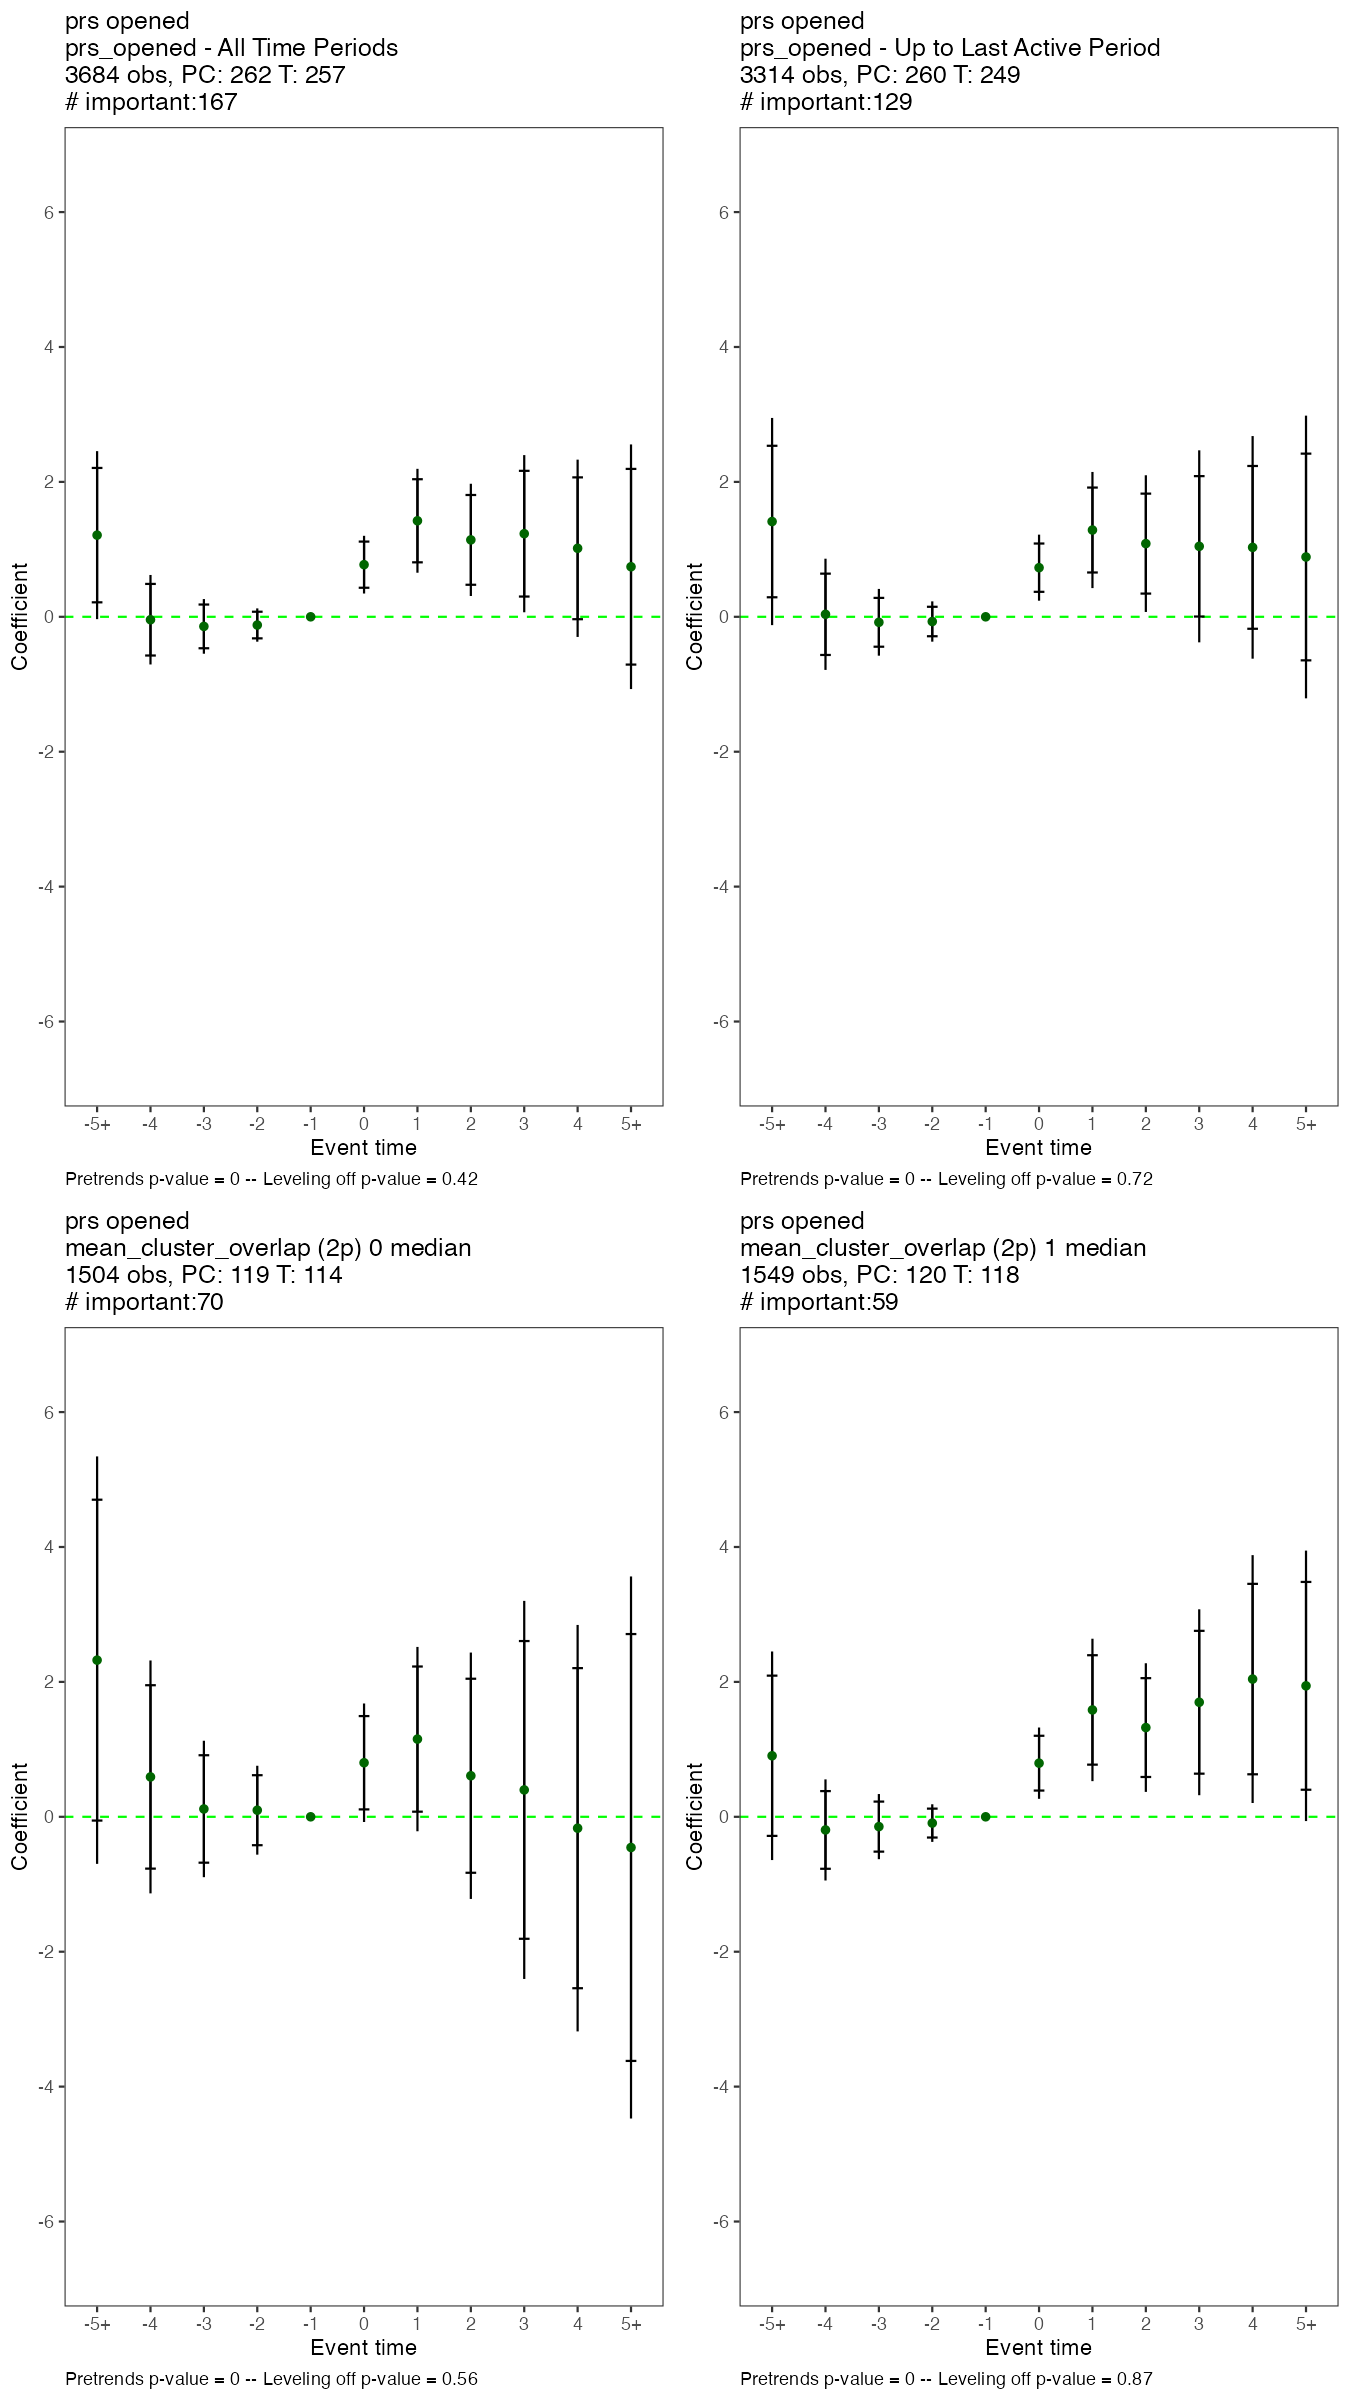 prs opened
prs_opened - All Time Periods
3684 obs, PC: 262 T: 257
# important:167
Coefficient
6
4
2
0
-2
-4
-6
-5+ -4 -3 -2 -1 0 1 2 3 4 5+
Event time
Pretrends p-value = 0 -- Leveling off p-value = 0.42
prs opened
prs_opened - Up to Last Active Period
3314 obs, PC: 260 T: 249
# important:129
Coefficient
6
4
2
0
-2
-4
-6
-5+ -4 -3 -2 -1 0 1 2 3 4 5+
Event time
Pretrends p-value = 0 -- Leveling off p-value = 0.72
prs opened
mean_cluster_overlap (2p) 0 median
1504 obs, PC: 119 T: 114
# important:70
Coefficient
6
4
2
0
-2
-4
-6
-5+ -4 -3 -2 -1 0 1 2 3 4 5+
Event time
Pretrends p-value = 0 -- Leveling off p-value = 0.56
prs opened
mean_cluster_overlap (2p) 1 median
1549 obs, PC: 120 T: 118
# important:59
Coefficient
6
4
2
0
-2
-4
-6
-5+ -4 -3 -2 -1 0 1 2 3 4 5+
Event time
Pretrends p-value = 0 -- Leveling off p-value = 0.87